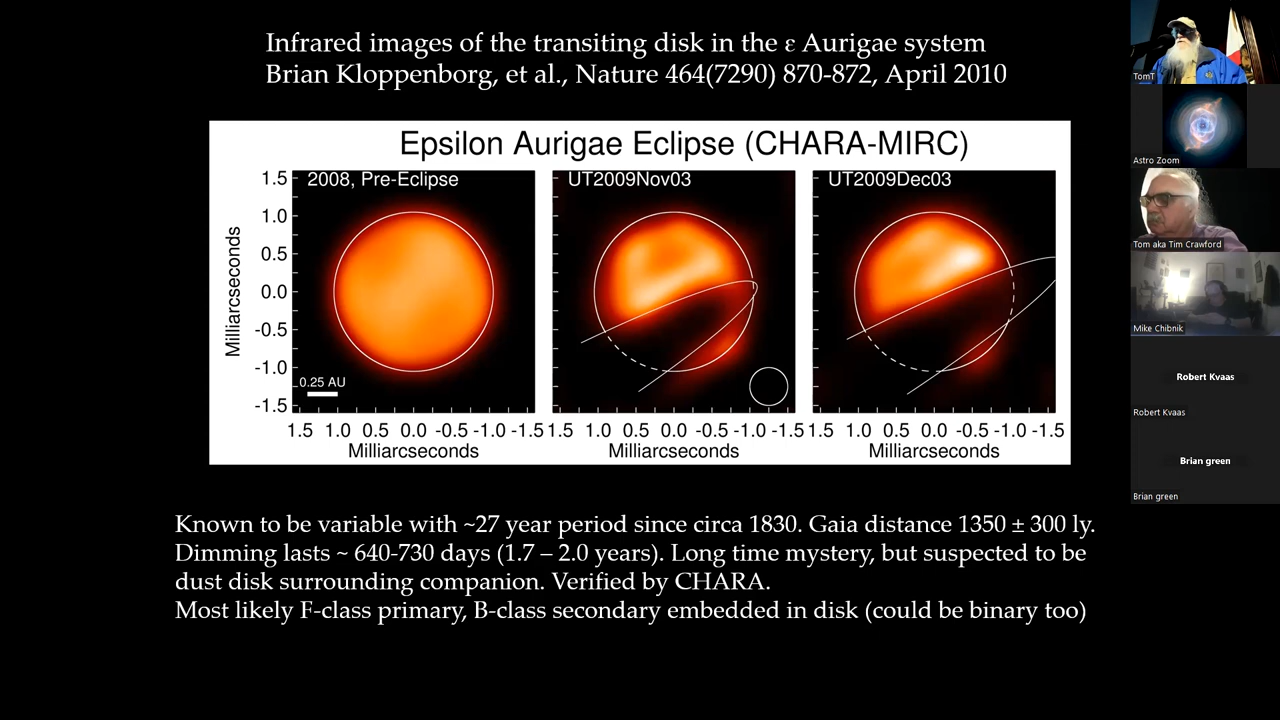 Infrared images of the transiting disk in the ε Aurigae system
Brian Kloppenborg, et al., Nature 464(7290) 870-872, April 2010
Epsilon Aurigae Eclipse (CHARA-MIRC)
2008, Pre-Eclipse
UT2009Nov03
UT2009Dec03
Milliarcseconds
1.5
1.0
0.5
0.0
-0.5
-1.0
-1.5
0.25 AU
1.5 1.0 0.5 0.0 -0.5 -1.0 -1.5
1.5 1.0 0.5 0.0 -0.5 -1.0 -1.5
1.5 1.0 0.5 0.0 -0.5 -1.0 -1.5
Milliarcseconds
Milliarcseconds
Milliarcseconds
Known to be variable with ~27 year period since circa 1830. Gaia distance 1350 ± 300 ly.
Dimming lasts ~ 640-730 days (1.7 – 2.0 years). Long time mystery, but suspected to be
dust disk surrounding companion. Verified by CHARA.
Most likely F-class primary, B-class secondary embedded in disk (could be binary too)
TomT
Astro Zoom
Tom aka Tim Crawford
Mike Chibnik
Robert Kvaas
Robert Kvaas
Brian green
Brian green